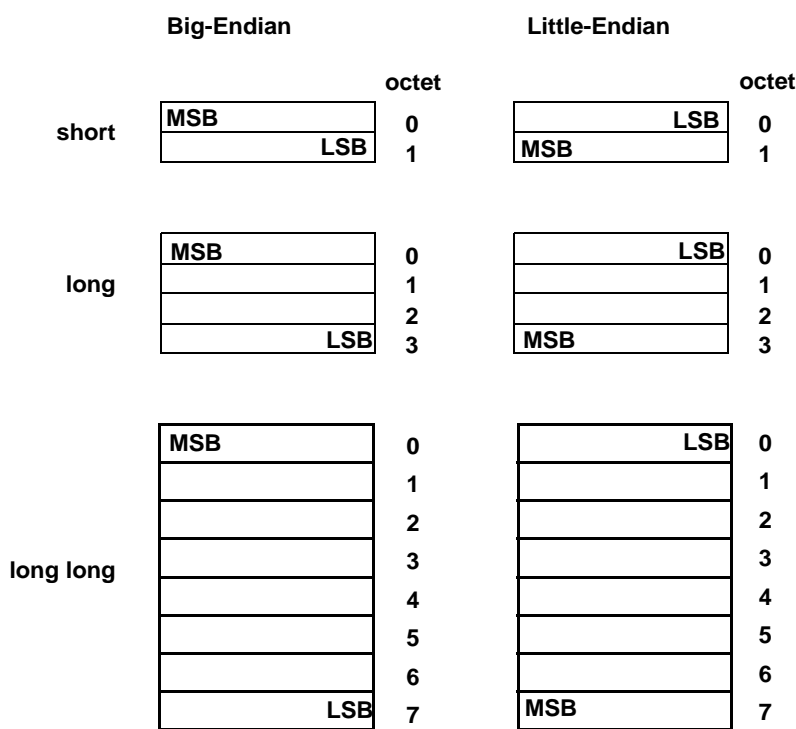 Big-Endian Little-Endian
octet octet
short MSB 0 LSB 0
LSB 1 MSB 1
long MSB 0 LSB 0
1 1
2 2
LSB 3 MSB 3
long long MSB 0 LSB 0
1 1
2 2
3 3
4 4
5 5
6 6
LSB 7 MSB 7